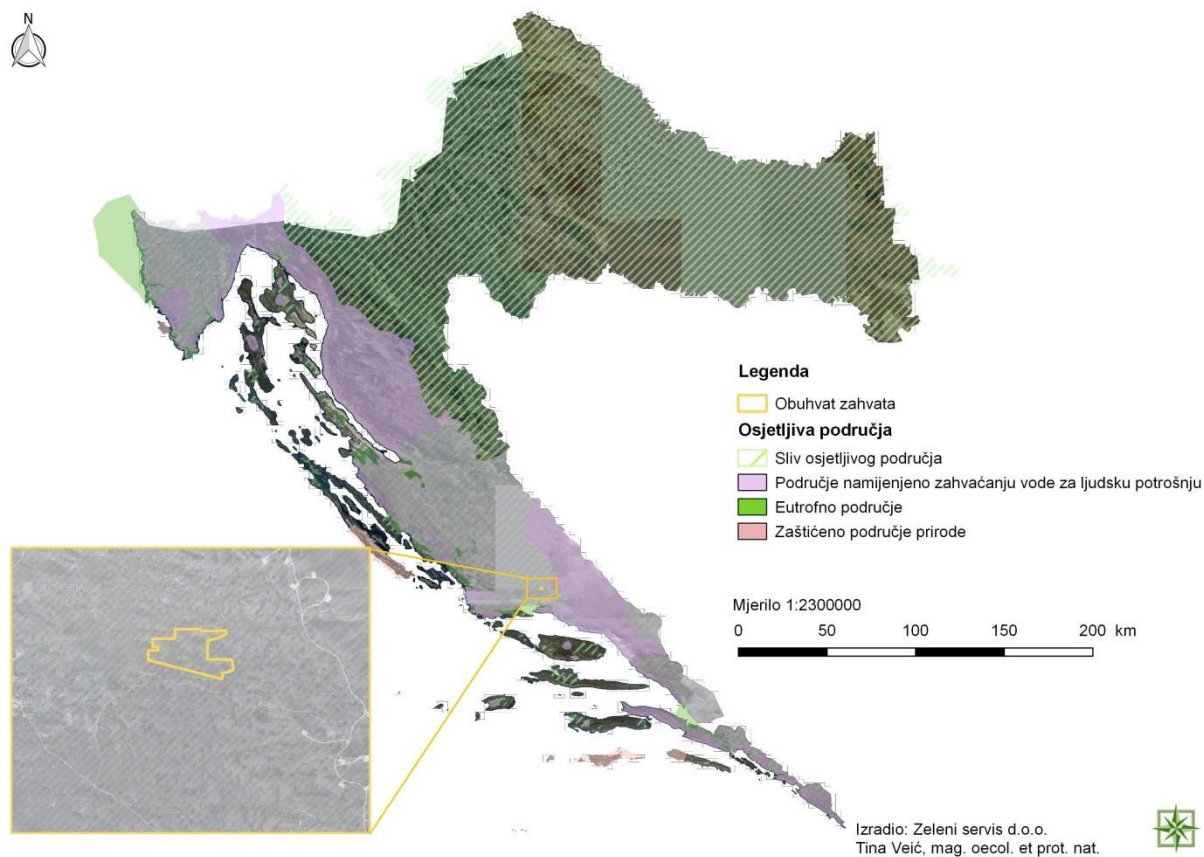 N
Legenda
Obuhvat zahvata
Osjetljiva područja
Sliv osjetljivog područja
Područje namijenjeno zahvaćanju vode za ljudsku potrošnju
Eutrofno područje
Zaštićeno područje prirode
Mjerilo 1:2300000
0 50 100 150 200 km
Izradio: Zeleni servis d.o.o.
Tina Veić, mag. oecol. et prot. nat.